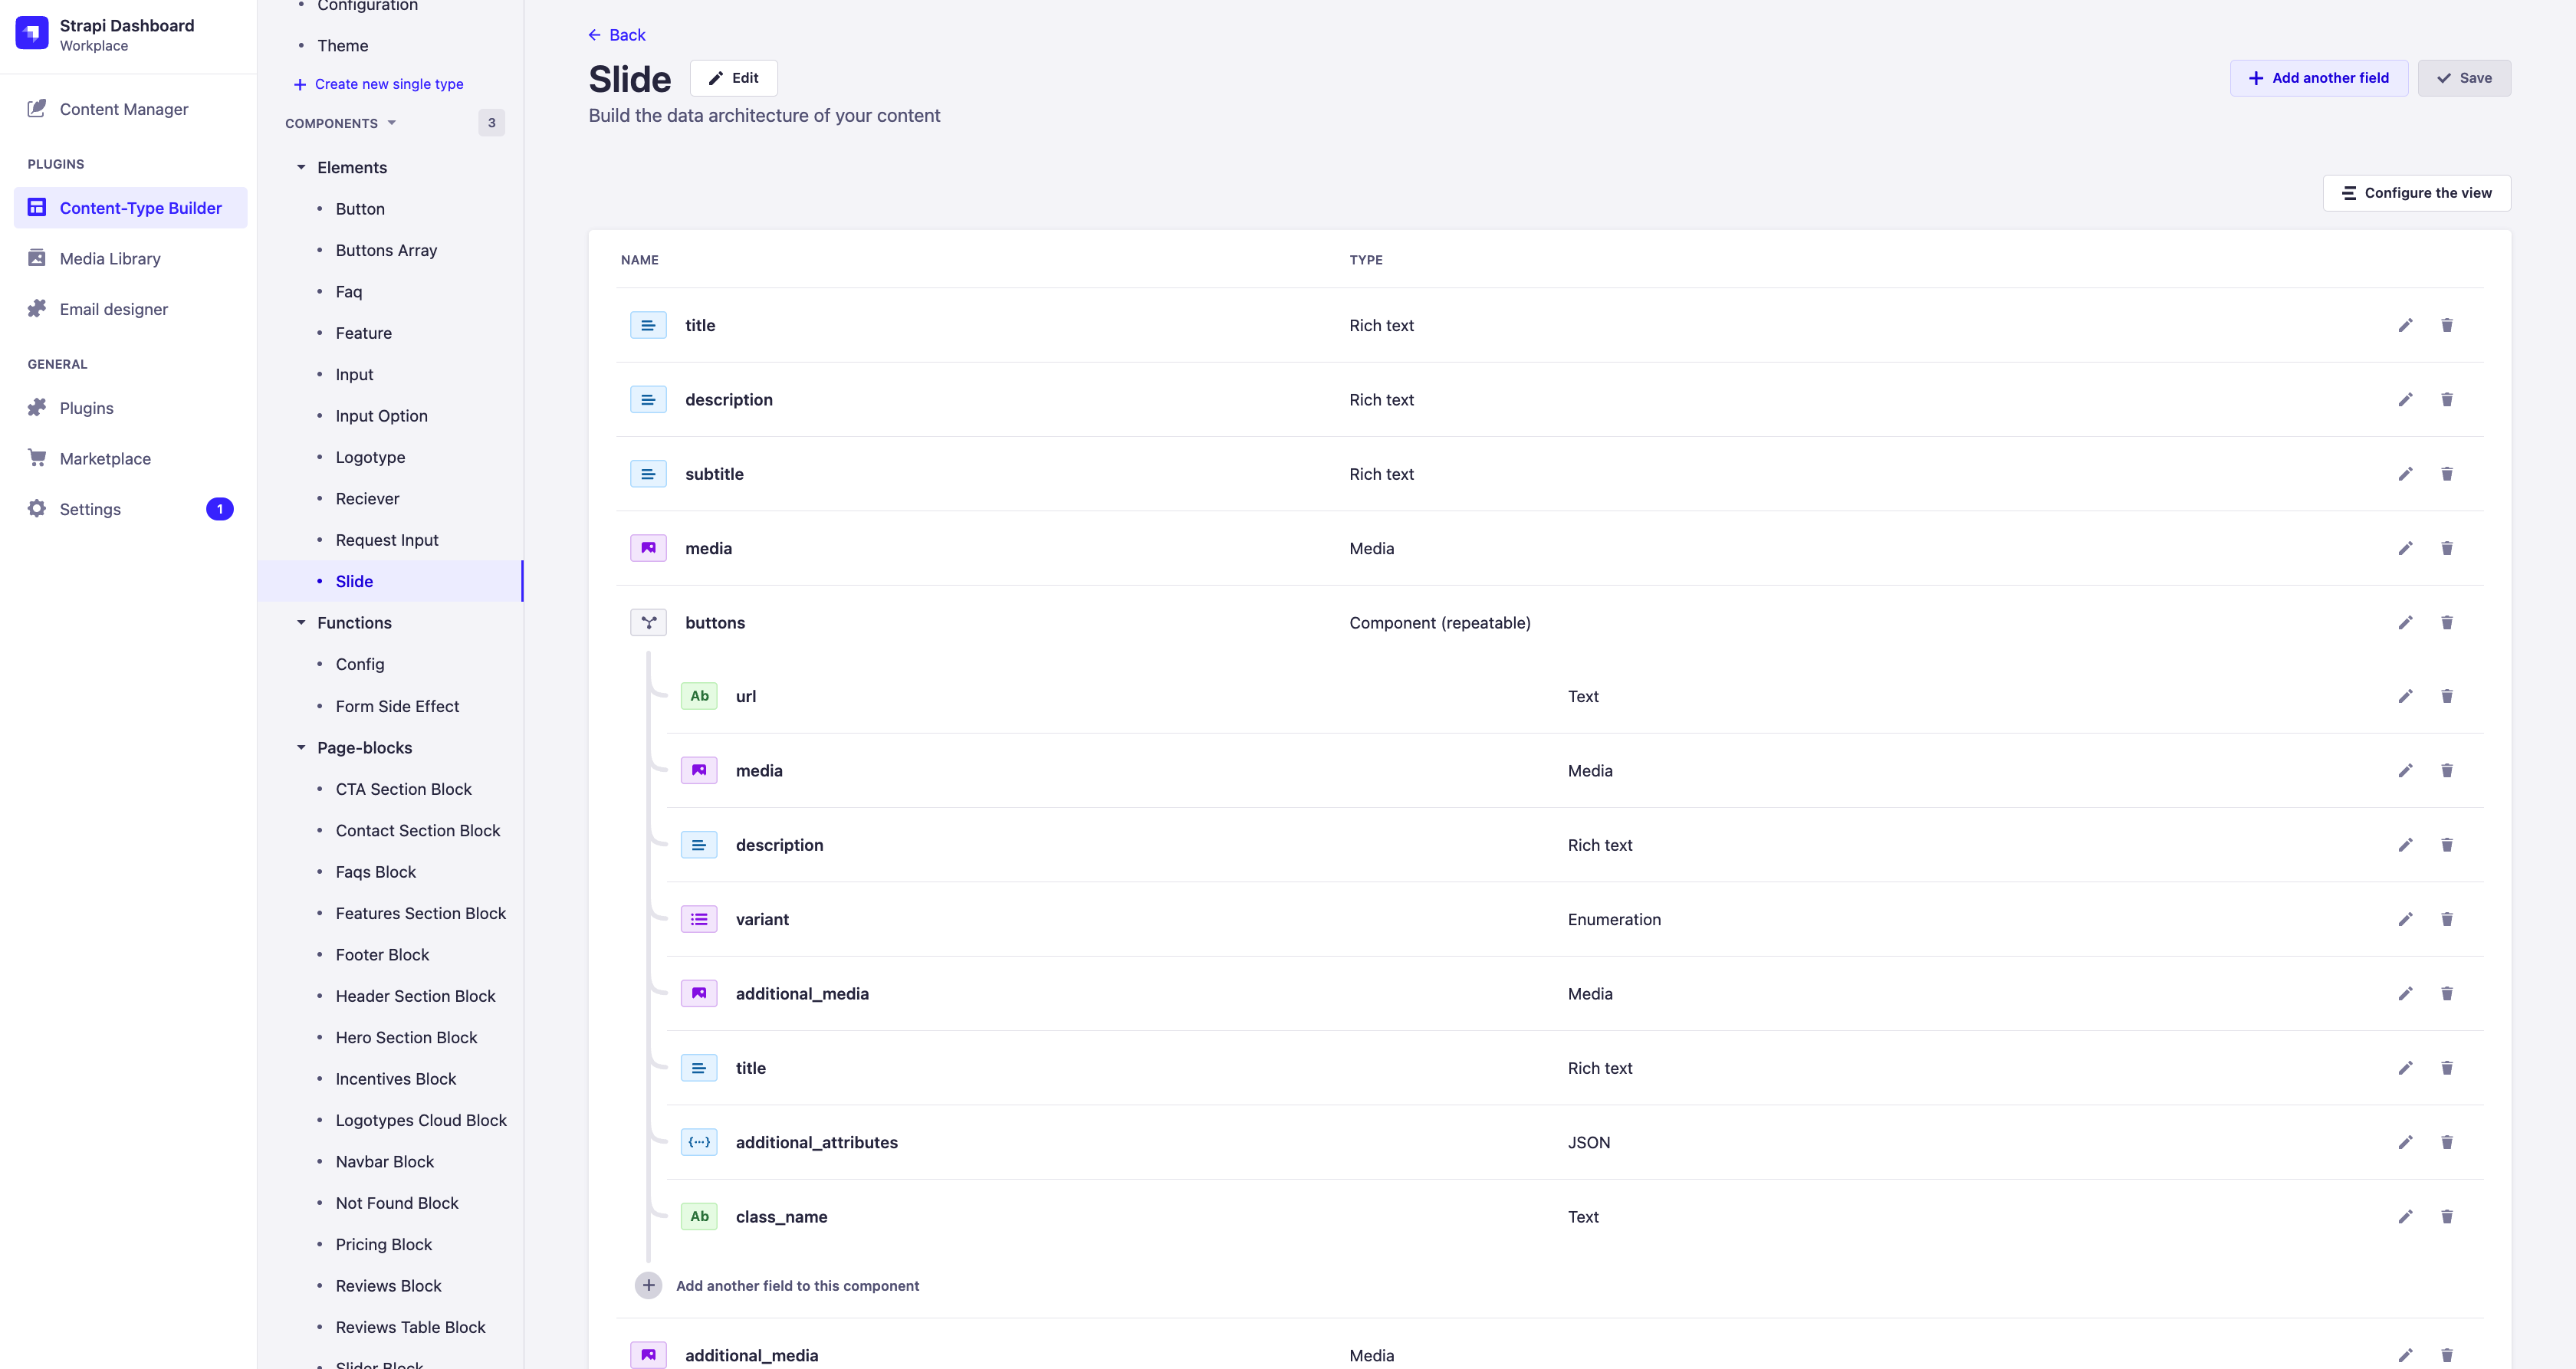 Strapi Dashboard
Workplace
Content Manager
PLUGINS
Content-Type Builder
Media Library
Email designer
GENERAL
Plugins
Marketplace
Settings
1
Configuration
Theme
Create new single type
COMPONENTS
3
Elements
Button
Buttons Array
Faq
Feature
Input
Input Option
Logotype
Reciever
Request Input
Slide
Functions
Config
Form Side Effect
Page-blocks
CTA Section Block
Contact Section Block
Faqs Block
Features Section Block
Footer Block
Header Section Block
Hero Section Block
Incentives Block
Logotypes Cloud Block
Navbar Block
Not Found Block
Pricing Block
Reviews Block
Reviews Table Block
Slider Block
Back
Slide
Edit
Add another field
Save
Build the data architecture of your content
Configure the view
NAME TYPE
title Rich text
description Rich text
subtitle Rich text
media Media
buttons Component (repeatable)
Ab url Text
media Media
description Rich text
variant Enumeration
additional_media Media
title Rich text
additional_attributes JSON
Ab class_name Text
Add another field to this component
additional_media Media